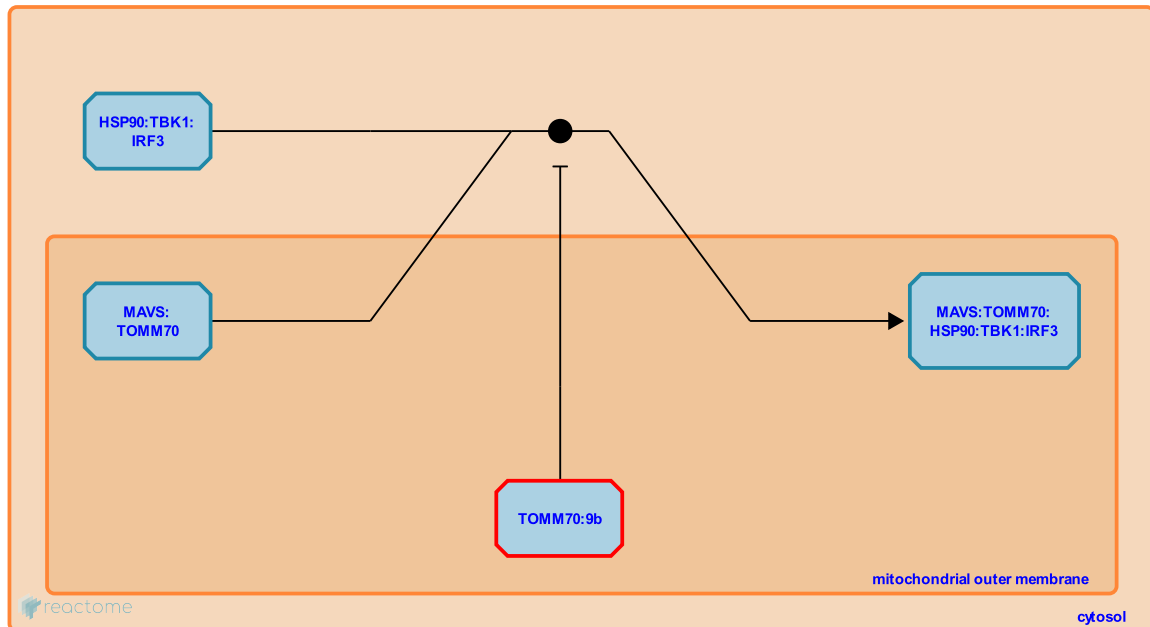 HSP90:TBK1:
IRF3
MAVS:
TOMM70
MAVS:TOMM70:
HSP90:TBK1:IRF3
TOMM70:9b
mitochondrial outer membrane
reactome
cytosol